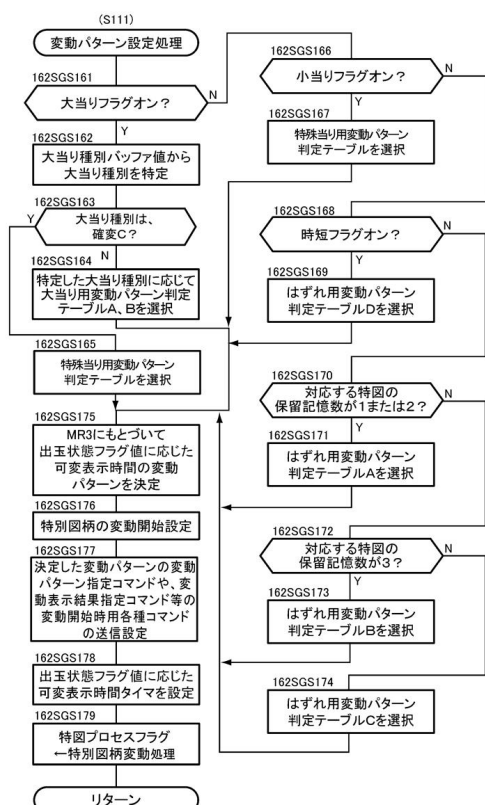 (S111)
変動パターン設定処理
162SGS161
大当りフラグオン？
N
Y
162SGS162
大当り種別バッファ値から
大当り種別を特定
162SGS163
大当り種別は、
確変C？
Y
N
162SGS164
特定した大当り種別に応じて
大当り用変動パターン判定
テーブルA、Bを選択
162SGS165
特殊当り用変動パターン
判定テーブルを選択
162SGS175
MR3にもとづいて
出玉状態フラグ値に応じた
可変表示時間の変動
パターンを決定
162SGS176
特別図柄の変動開始設定
162SGS177
決定した変動パターンの変動
パターン指定コマンドや、変
動表示結果指定コマンド等の
変動開始時用各種コマンド
の送信設定
162SGS178
出玉状態フラグ値に応じた
可変表示時間タイマを設定
162SGS179
特図プロセスフラグ
←特別図柄変動処理
リターン
162SGS166
小当りフラグオン？
N
Y
162SGS167
特殊当り用変動パターン
判定テーブルを選択
162SGS168
時短フラグオン？
N
Y
162SGS169
はずれ用変動パターン
判定テーブルDを選択
162SGS170
対応する特図の
保留記憶数が1または2？
N
Y
162SGS171
はずれ用変動パターン
判定テーブルAを選択
162SGS172
対応する特図の
保留記憶数が3？
N
Y
162SGS173
はずれ用変動パターン
判定テーブルBを選択
162SGS174
はずれ用変動パターン
判定テーブルCを選択